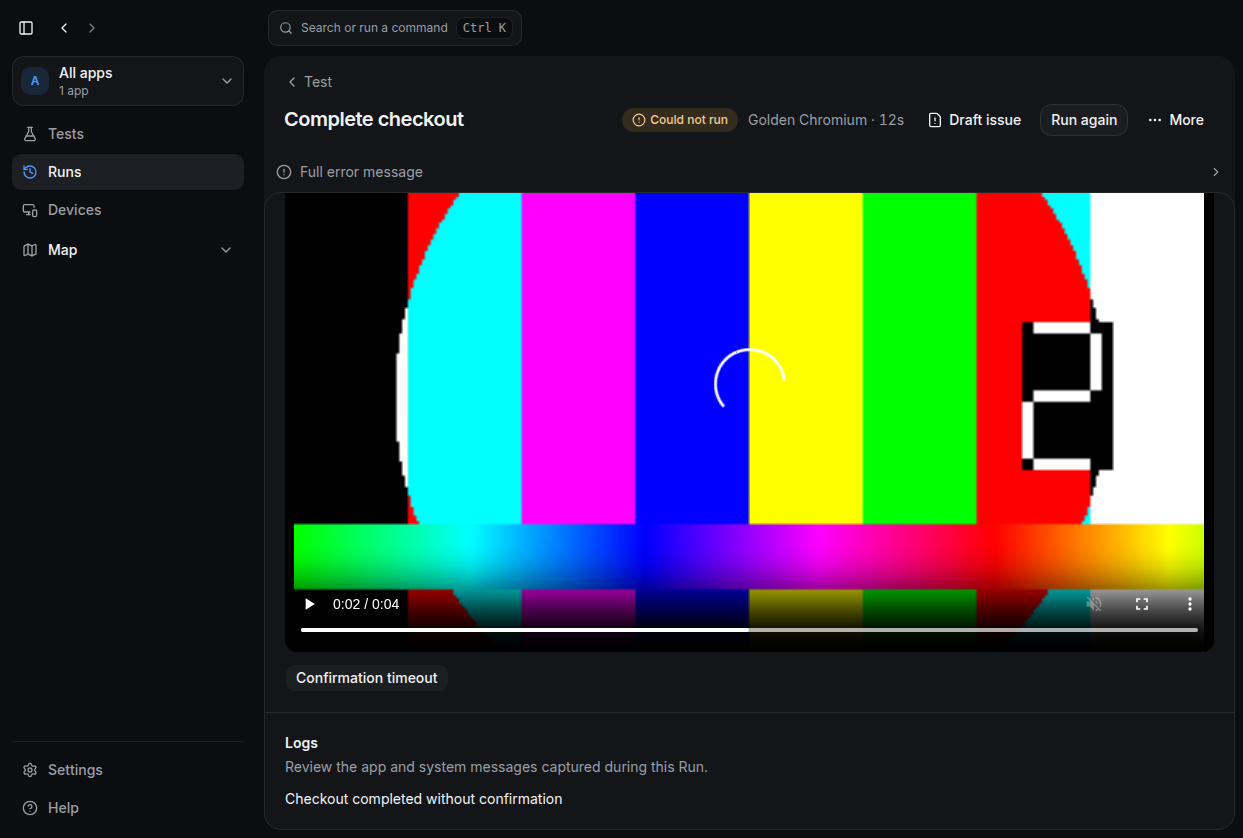 Search or run a command Ctrl K
A All apps
1 app
Tests
Runs
Devices
Map
Settings
Help
Test
Complete checkout
Could not run
Golden Chromium · 12s
Draft issue
Run again
More
Full error message
2
0:02 / 0:04
Confirmation timeout
Logs
Review the app and system messages captured during this Run.
Checkout completed without confirmation